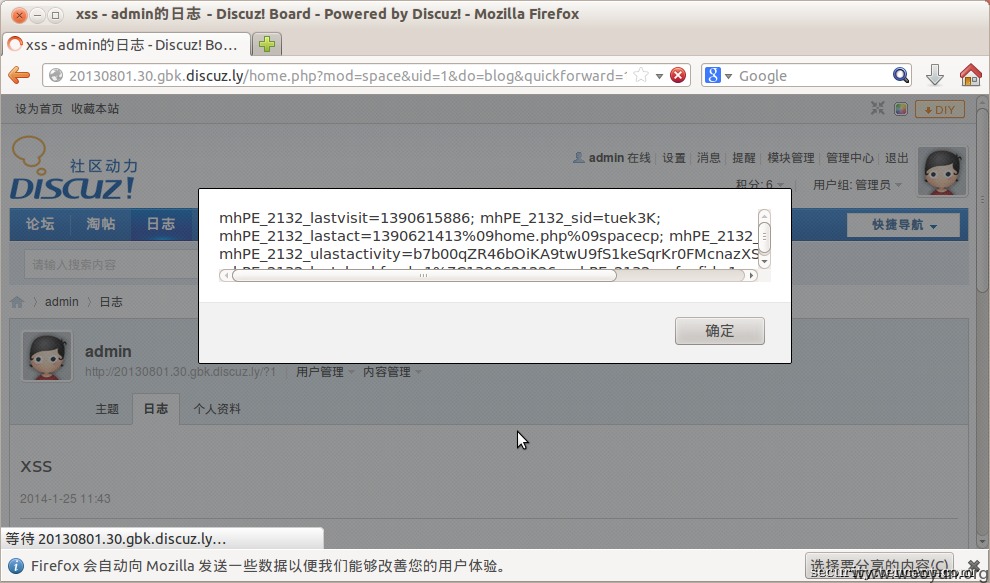 xss - admin的日志 - Discuz! Board - Powered by Discuz! - Mozilla Firefox
xss - admin的日志 - Discuz! Bo...
20130801.30.gbk.discuz.ly/home.php?mod=space&uid=1&do=blog&quickforward=
Google
设为首页 收藏本站
DIY
社区动力
DISCUZ!
admin 在线 设置 消息 提醒 模块管理 管理中心 退出
积分: 6 用户组: 管理员
论坛 淘帖 日志
快捷导航
请输入搜索内容
mhPE_2132_lastvisit=1390615886; mhPE_2132_sid=tuek3K;
mhPE_2132_lastact=1390621413%09home.php%09spacecp; mhPE_2132_
mhPE_2132_ulastactivity=b7b00qZR46bOiKA9twU9fS1keSqrKr0FMcnazXS
确定
admin 日志
admin
http://20130801.30.gbk.discuz.ly/?1 用户管理 内容管理
主题 日志 个人资料
XSS
2014-1-25 11:43
等待 20130801.30.gbk.discuz.ly...
Firefox 会自动向 Mozilla 发送一些数据以便我们能够改善您的用户体验。
选择要分享的内容(C)
www.wooyun.org